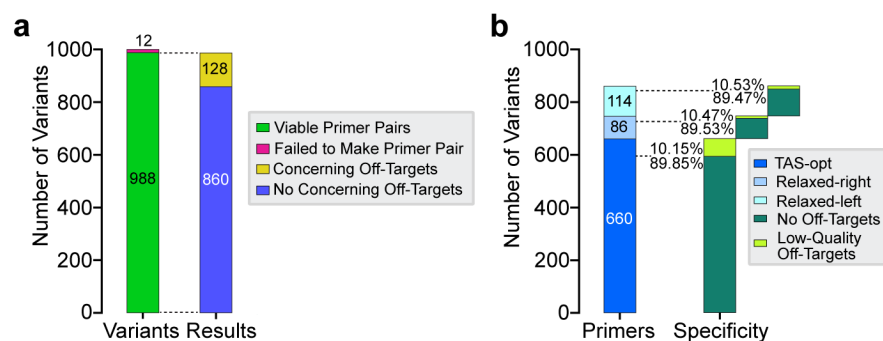 a
Number of Variants
1000
800
600
400
200
0
12
988
128
860
Variants
Results
Viable Primer Pairs
Failed to Make Primer Pair
Concerning Off-Targets
No Concerning Off-Targets
b
Number of Variants
1000
800
600
400
200
0
114
86
660
10.53%
89.47%
10.47%
89.53%
10.15%
89.85%
Primers
Specificity
TAS-opt
Relaxed-right
Relaxed-left
No Off-Targets
Low-Quality
Off-Targets